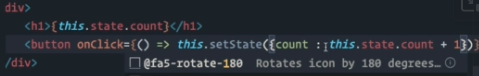 div>
<h1>{this.state.count}</h1>
<button onClick={() => this.setState({count : this.state.count + 1})}
/div>
@fa5-rotate-180 Rotates icon by 180 degrees…